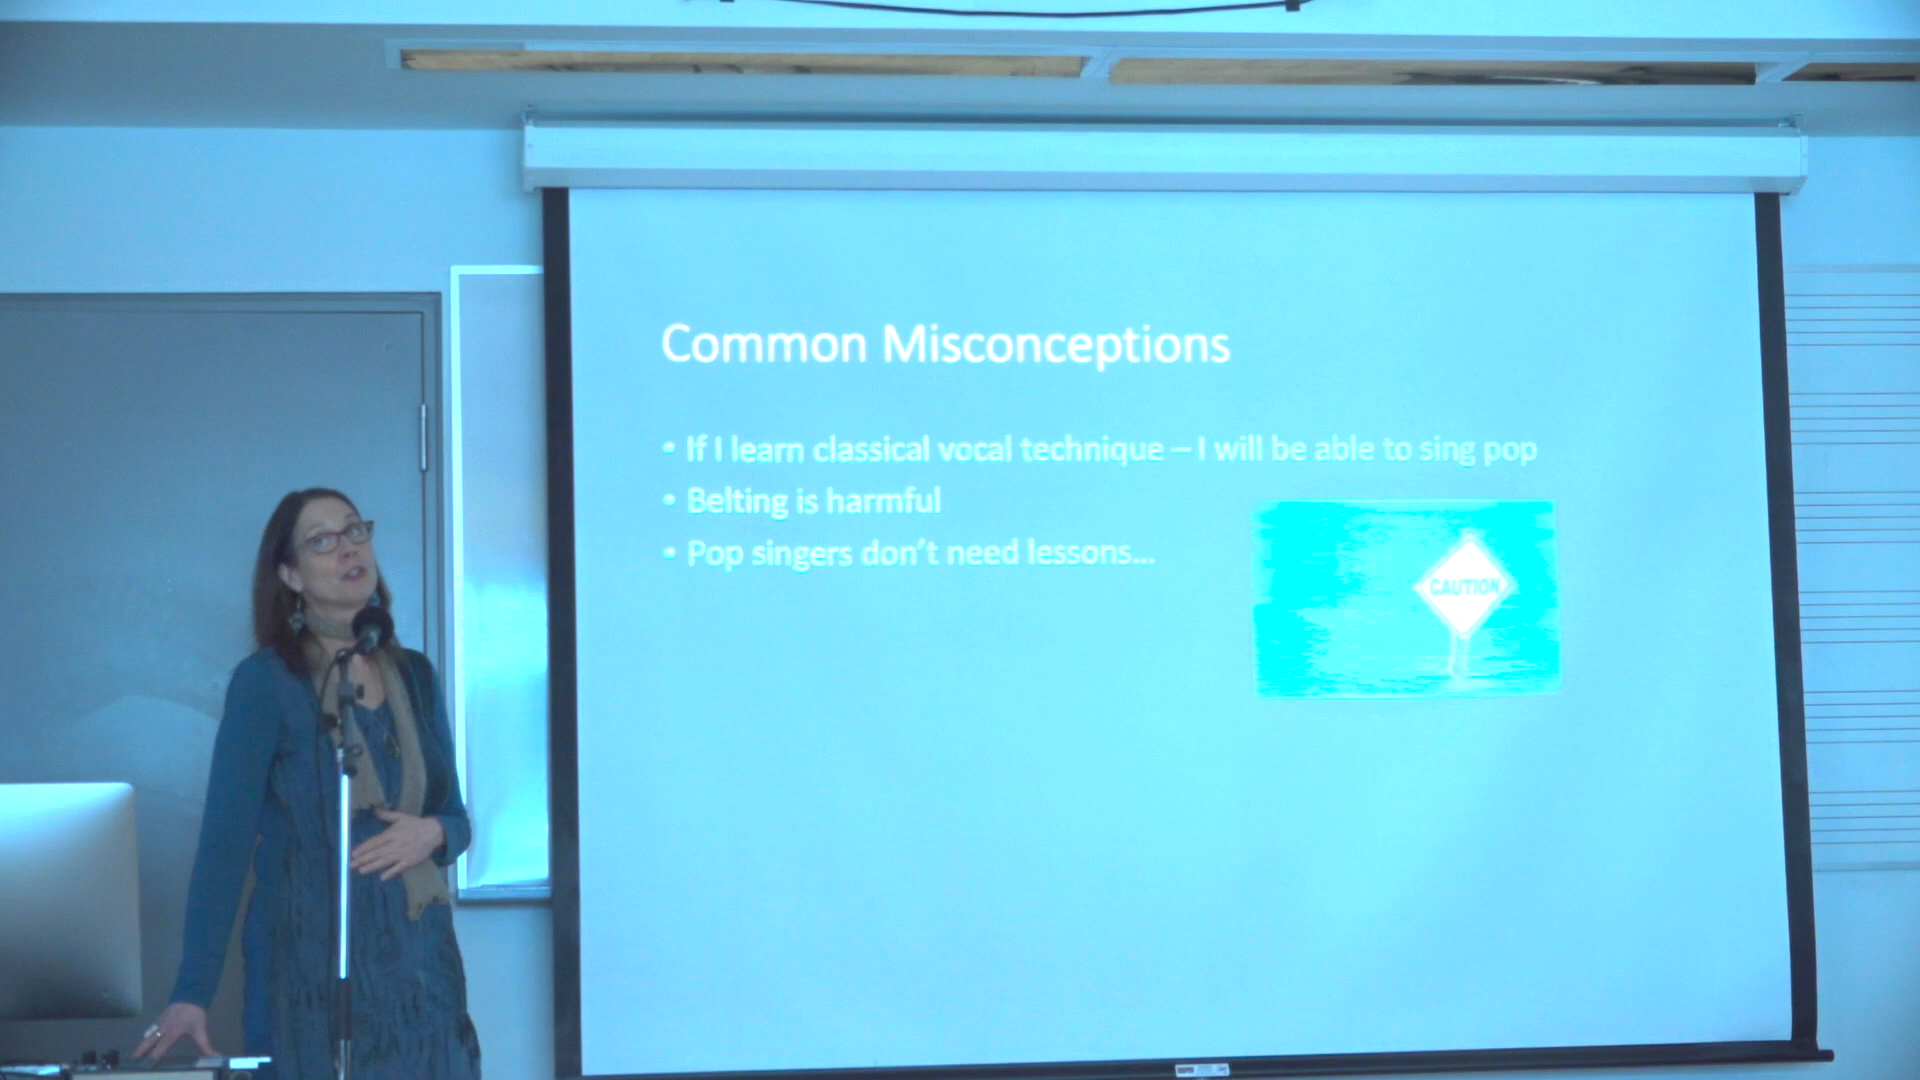 Common Misconceptions
• If I learn classical vocal technique – I will be able to sing pop
• Belting is harmful
• Pop singers don't need lessons...
CAUTION